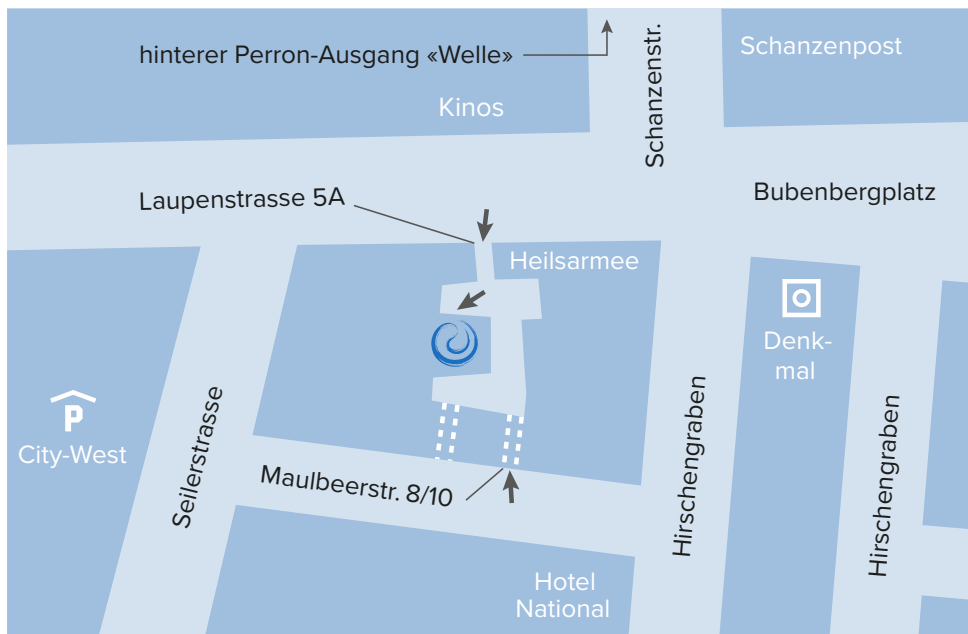 hinterer Perron-Ausgang «Welle»
Schanzenstr.
Schanzenpost
Kinos
Laupenstrasse 5A
Bubenbergplatz
Heilsarmee
Denk-
mal
P
City-West
Seilerstrasse
Maulbeerstr. 8/10
Hirschengraben
Hirschengraben
Hotel
National